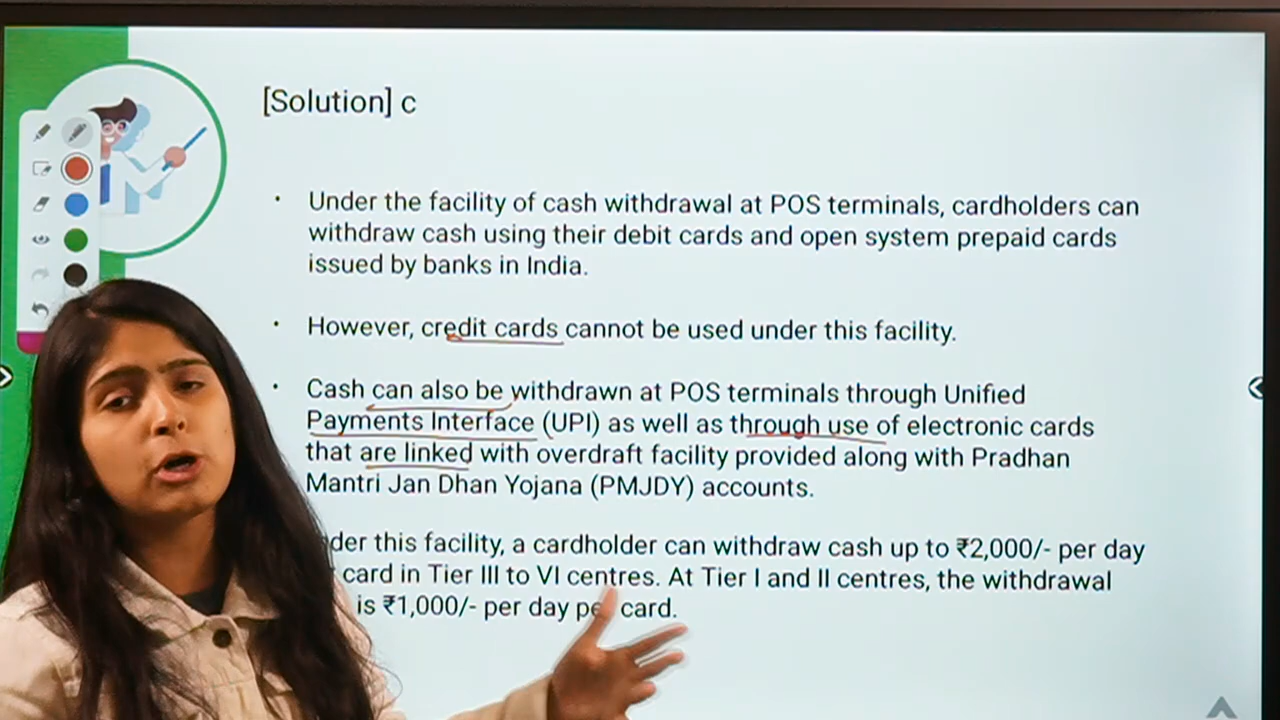 [Solution] c
• Under the facility of cash withdrawal at POS terminals, cardholders can
withdraw cash using their debit cards and open system prepaid cards
issued by banks in India.
• However, credit cards cannot be used under this facility.
• Cash can also be withdrawn at POS terminals through Unified
Payments Interface (UPI) as well as through use of electronic cards
that are linked with overdraft facility provided along with Pradhan
Mantri Jan Dhan Yojana (PMJDY) accounts.
this facility, a cardholder can withdraw cash up to ₹2,000/- per day
card in Tier III to VI centres. At Tier I and II centres, the withdrawal
is ₹1,000/- per day per card.